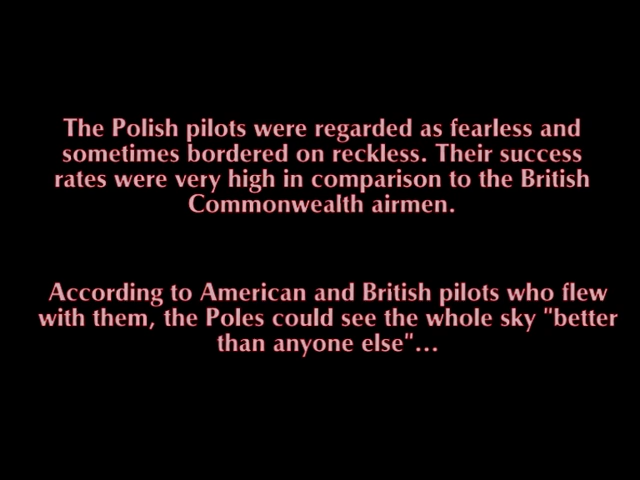 The Polish pilots were regarded as fearless and
sometimes bordered on reckless. Their success
rates were very high in comparison to the British
Commonwealth airmen.
According to American and British pilots who flew
with them, the Poles could see the whole sky "better
than anyone else"...